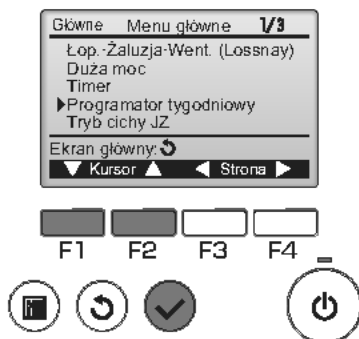 Główne Menu główne 1/3
Łop.-Żaluzja-Went. (Lossnay)
Duża moc
Timer
▶Programator tygodniowy
Tryb cichy JZ
Ekran główny:
▼ Kursor ▲ ◀ Strona ▶
F1 F2 F3 F4